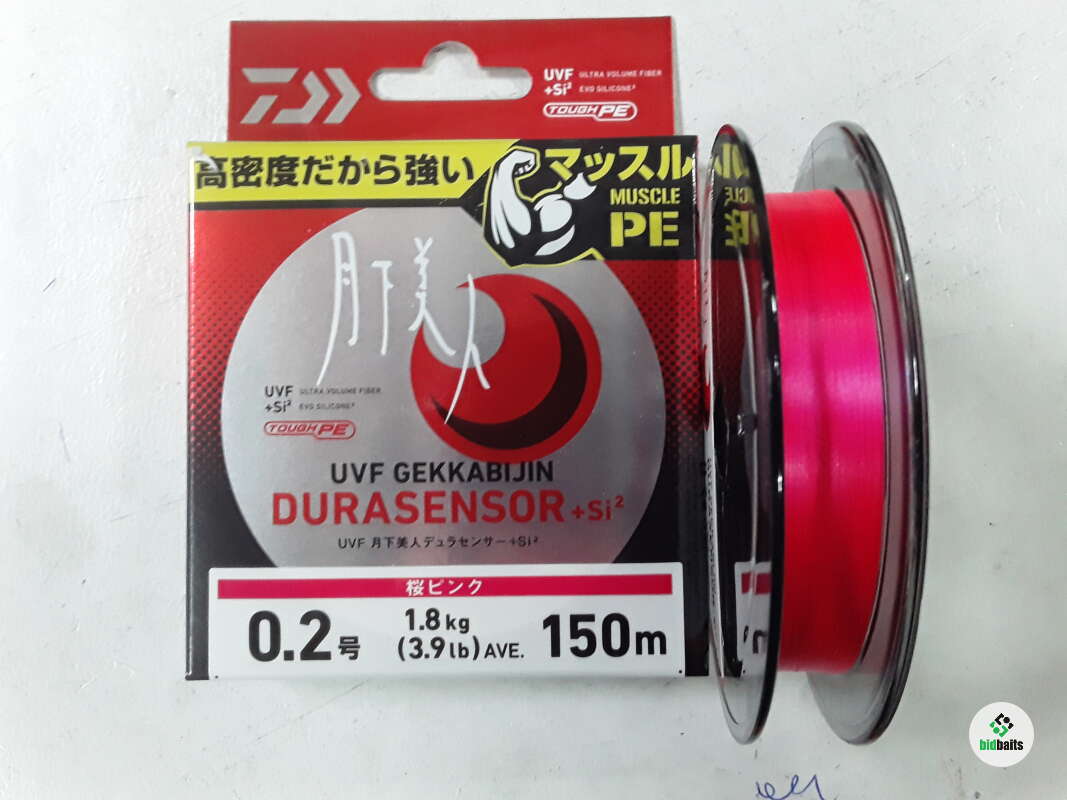 UVF ULTRA VOLUME FIBER
+Si² EVO SILICONE²
TOUGH PE
高密度だから強い
マッスル
MUSCLE
PE
月下美人
UVF ULTRA VOLUME FIBER
+Si² EVO SILICONE²
TOUGH PE
UVF GEKKABIJIN
DURASENSOR +Si²
UVF 月下美人デュラセンサー+Si²
桜ピンク
0.2号 1.8kg (3.9lb) AVE. 150m
bidbaits